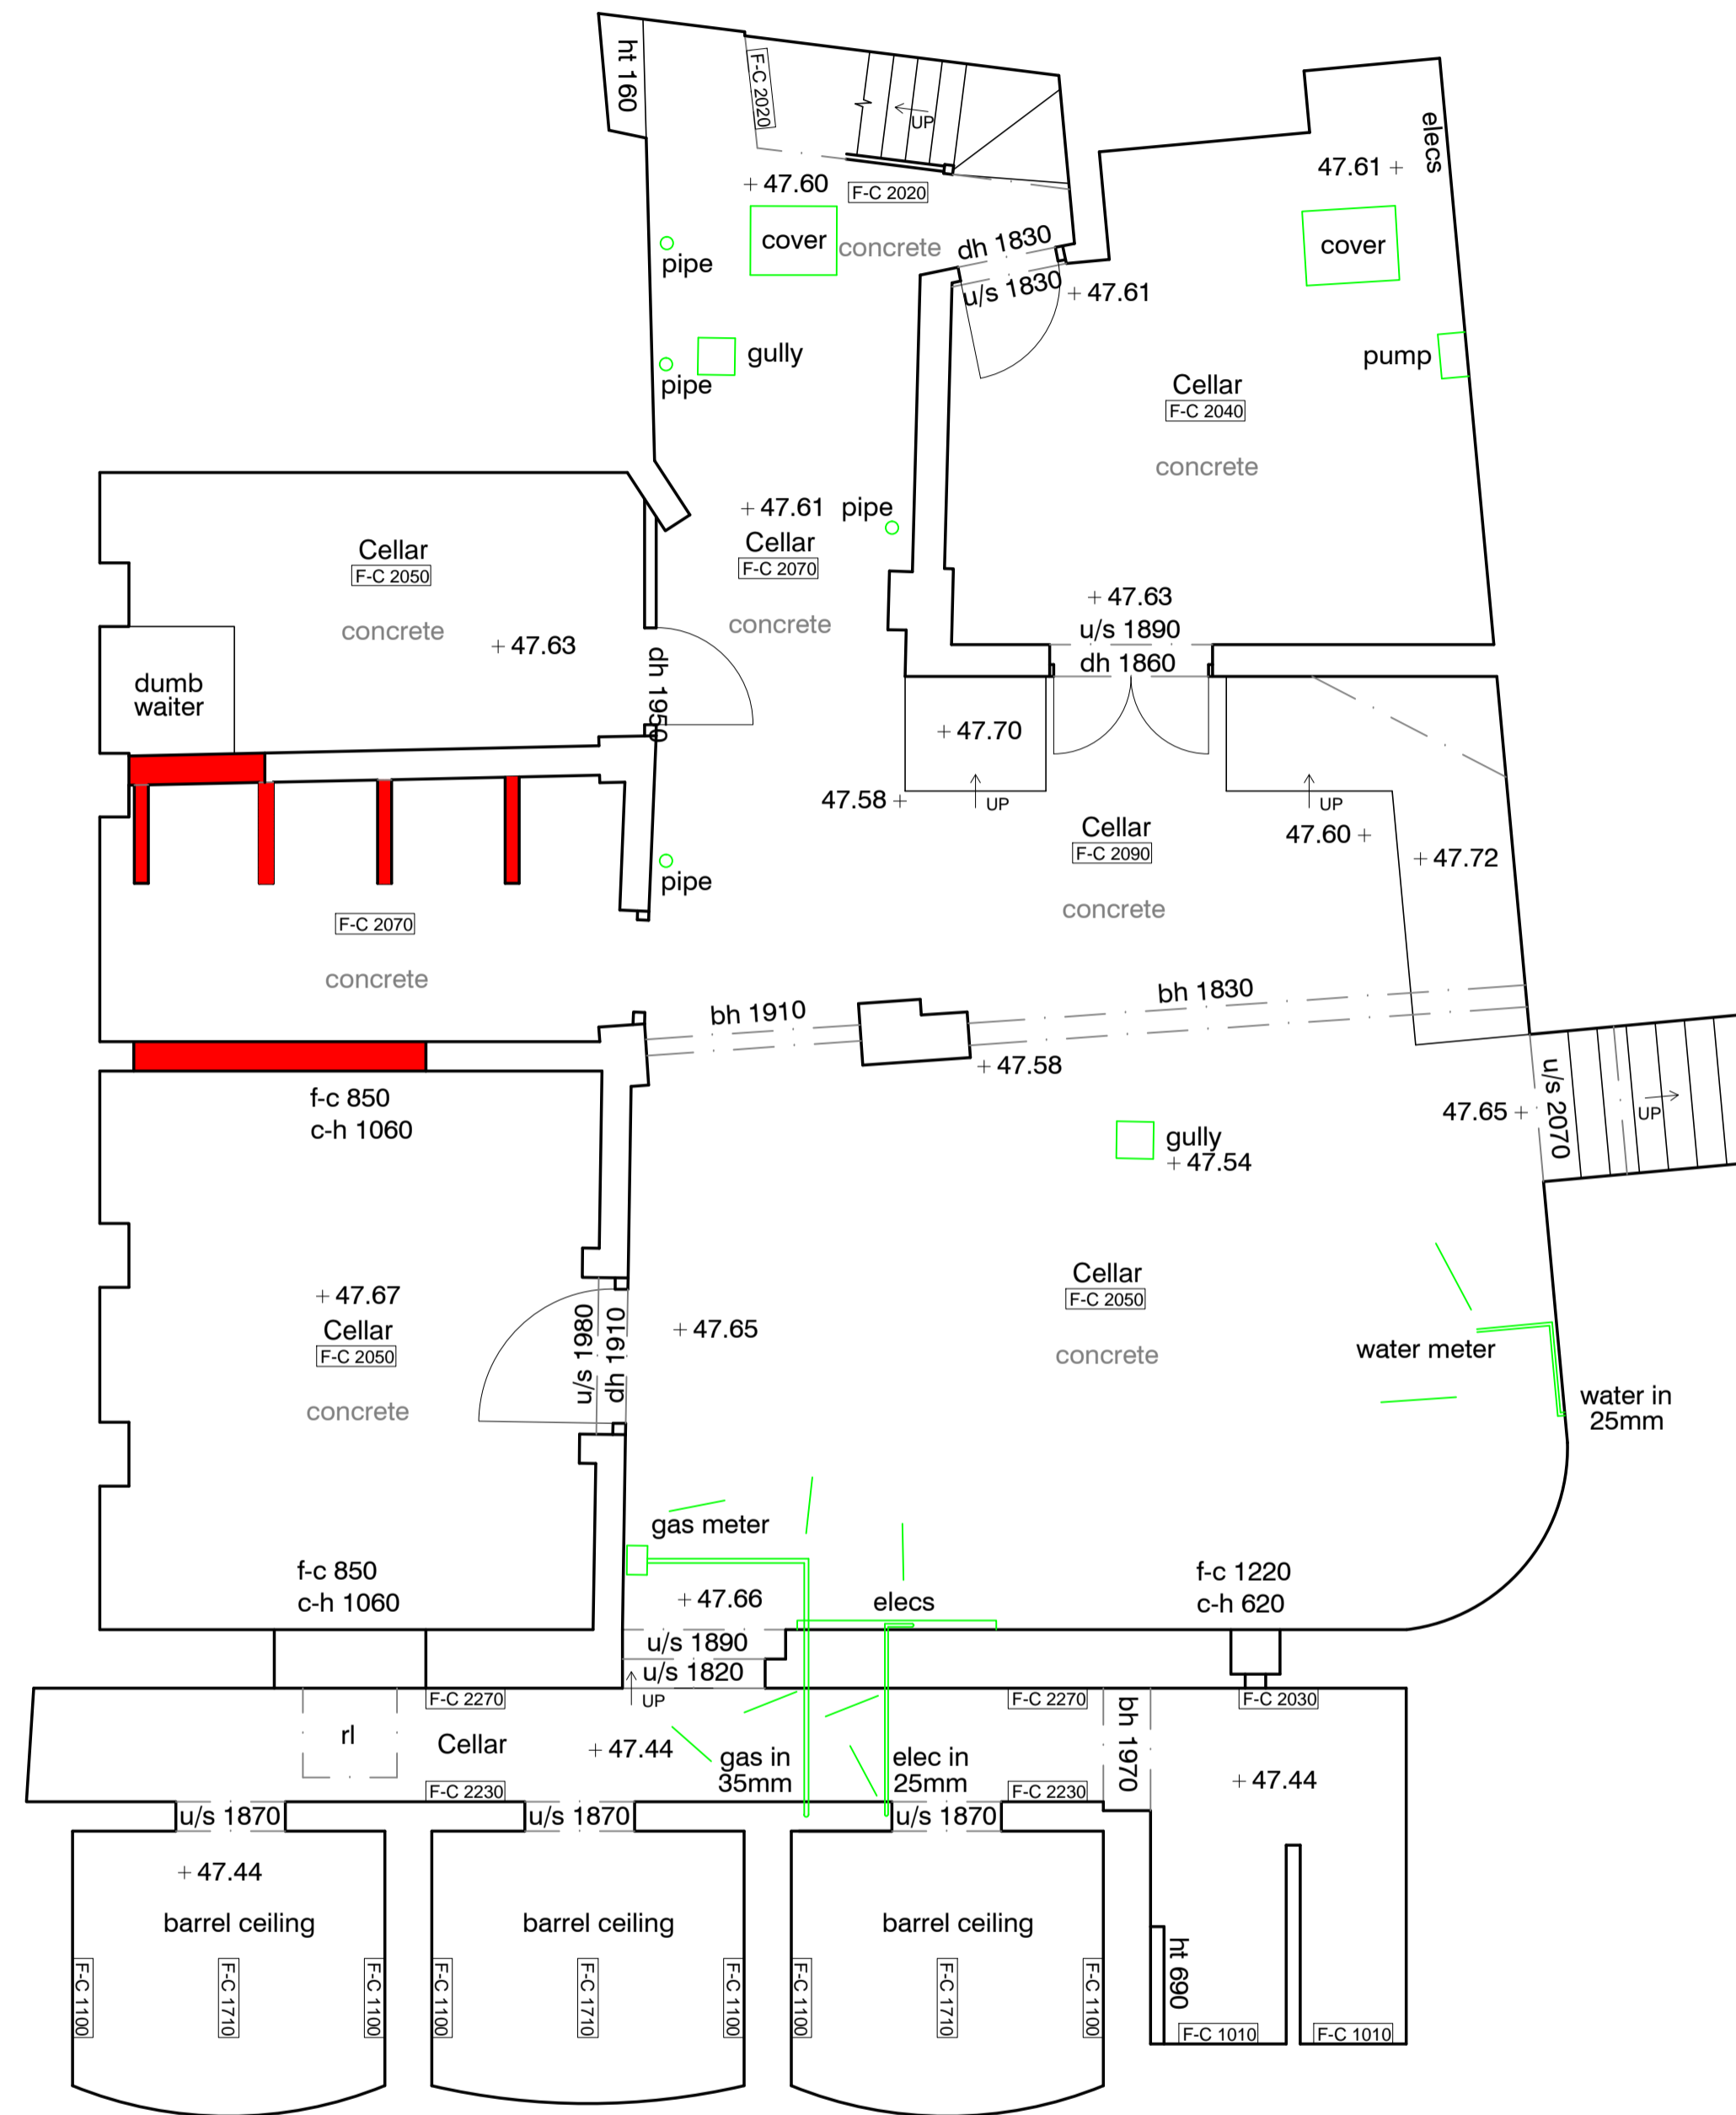 ht 160
F-C 2020
UP
elecs
47.61
47.60
F-C 2020
cover
concrete
dh 1830
u/s 1830
47.61
cover
pipe
gully
pipe
pump
Cellar
F-C 2040
concrete
47.61
pipe
Cellar
F-C 2070
concrete
Cellar
F-C 2050
concrete
47.63
dumb
waiter
dh 1950
47.63
u/s 1890
dh 1860
47.70
UP
47.58
UP
47.60
47.72
Cellar
F-C 2090
concrete
pipe
F-C 2070
concrete
bh 1910
bh 1830
47.58
47.65
u/s 2070
UP
gully
47.54
f-c 850
c-h 1060
47.67
Cellar
F-C 2050
concrete
u/s 1980
dh 1910
47.65
Cellar
F-C 2050
concrete
water meter
water in
25mm
gas meter
elecs
f-c 850
c-h 1060
47.66
f-c 1220
c-h 620
u/s 1890
u/s 1820
UP
F-C 2270
F-C 2270
F-C 2030
rl
Cellar
47.44
gas in
35mm
elec in
25mm
bh 1970
47.44
F-C 2230
F-C 2230
u/s 1870
u/s 1870
u/s 1870
47.44
barrel ceiling
barrel ceiling
barrel ceiling
F-C 1100
F-C 1710
F-C 1100
F-C 1100
F-C 1710
F-C 1100
F-C 1100
F-C 1710
F-C 1100
ht 690
F-C 1010
F-C 1010